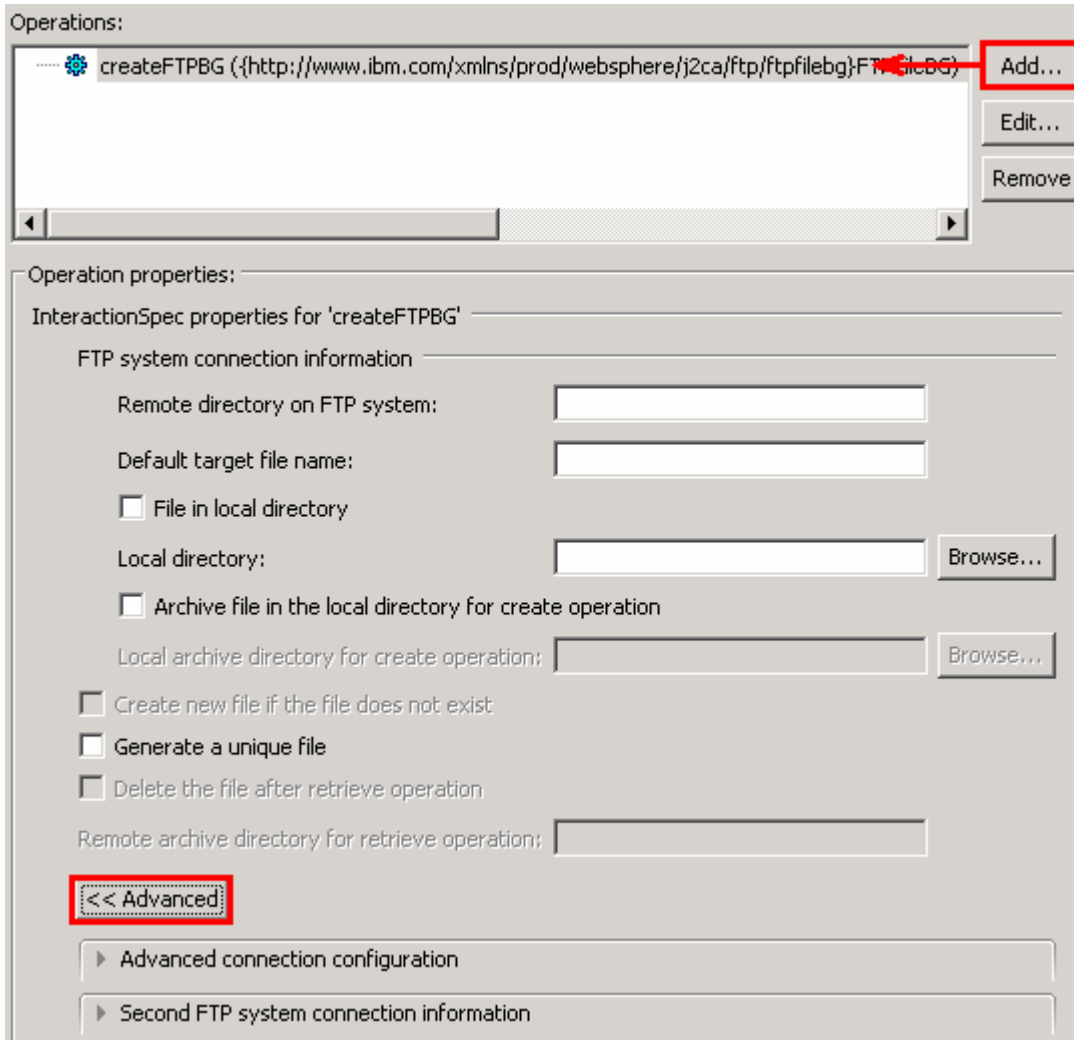 Operations:
createFTPBG ({http://www.ibm.com/xmlns/prod/websphere/j2ca/ftp/ftpfilebg}FTPFileBG)
Add...
Edit...
Remove
Operation properties:
InteractionSpec properties for 'createFTPBG'
FTP system connection information
Remote directory on FTP system:
Default target file name:
File in local directory
Local directory:
Browse...
Archive file in the local directory for create operation
Local archive directory for create operation:
Browse...
Create new file if the file does not exist
Generate a unique file
Delete the file after retrieve operation
Remote archive directory for retrieve operation:
<< Advanced
Advanced connection configuration
Second FTP system connection information